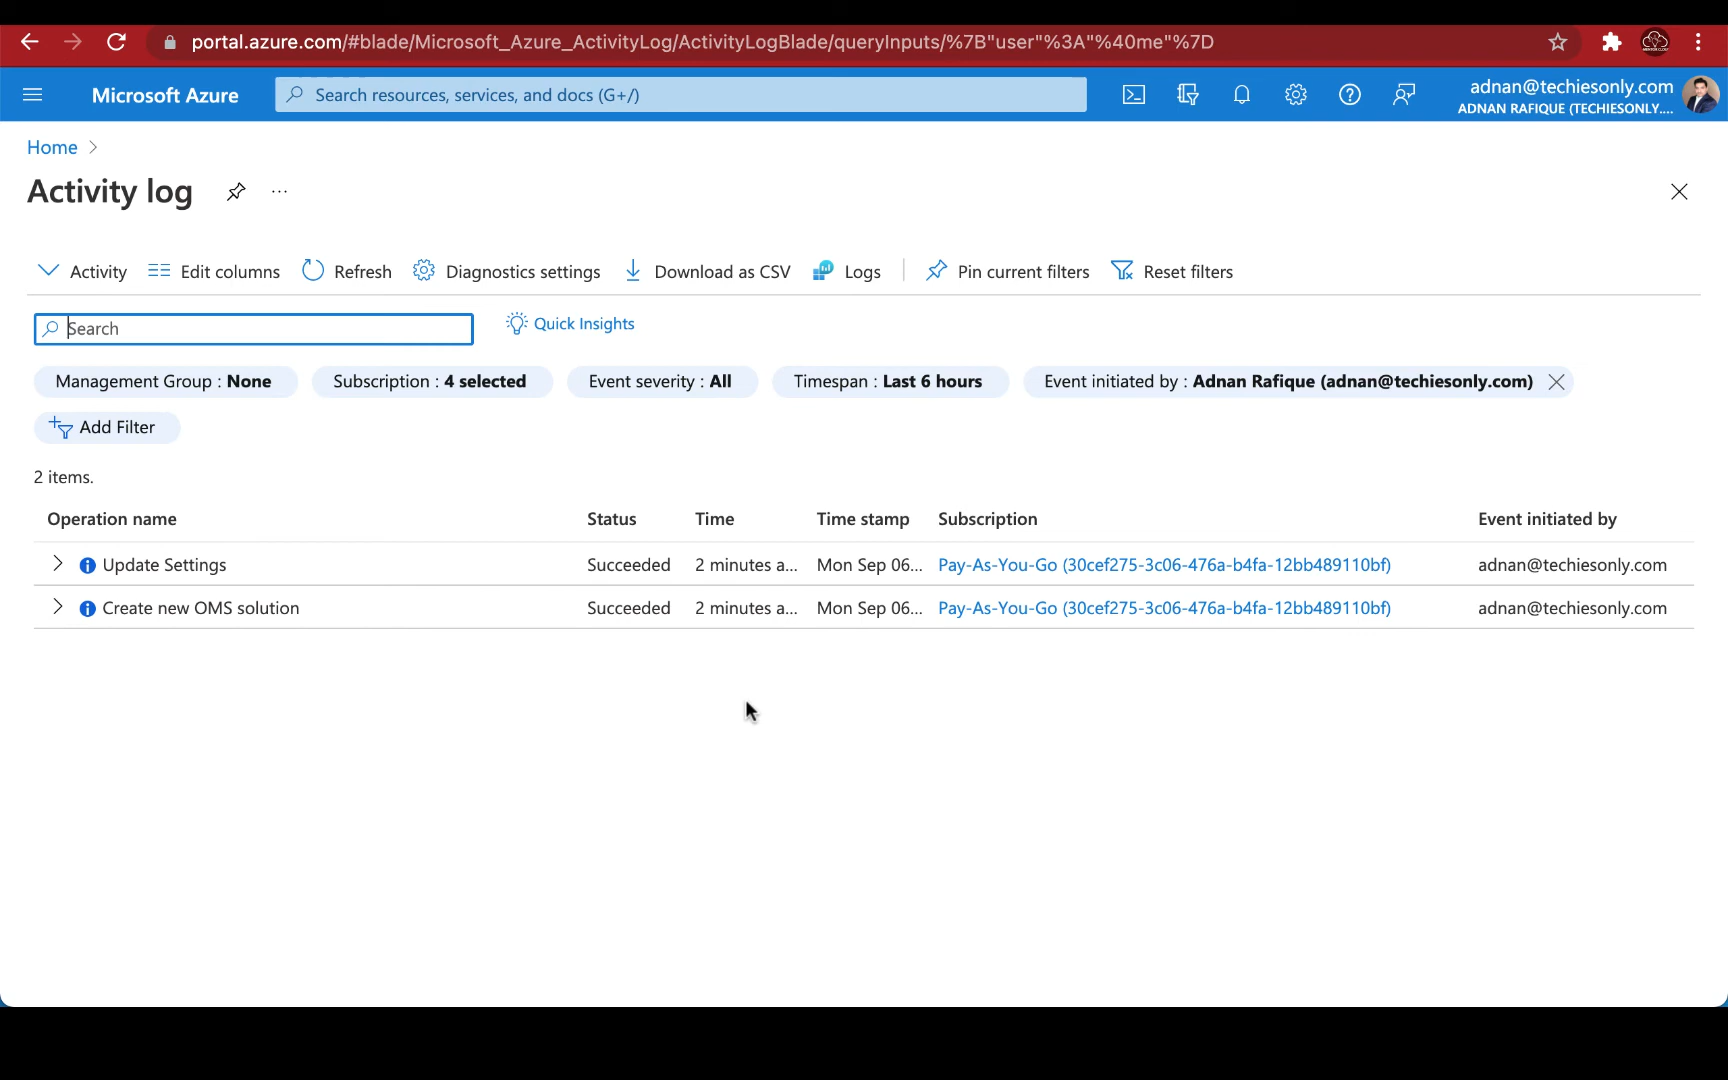 portal.azure.com/#blade/Microsoft_Azure_ActivityLog/ActivityLogBlade/queryInputs/%7B"user"%3A"%40me"%7D
Microsoft Azure
Search resources, services, and docs (G+/)
adnan@techiesonly.com
ADNAN RAFIQUE (TECHIESONLY....
Home
Activity log
Activity
Edit columns
Refresh
Diagnostics settings
Download as CSV
Logs
Pin current filters
Reset filters
Search
Quick Insights
Management Group : None
Subscription : 4 selected
Event severity : All
Timespan : Last 6 hours
Event initiated by : Adnan Rafique (adnan@techiesonly.com)
Add Filter
2 items.
Operation name Status Time Time stamp Subscription Event initiated by
Update Settings Succeeded 2 minutes a... Mon Sep 06... Pay-As-You-Go (30cef275-3c06-476a-b4fa-12bb489110bf) adnan@techiesonly.com
Create new OMS solution Succeeded 2 minutes a... Mon Sep 06... Pay-As-You-Go (30cef275-3c06-476a-b4fa-12bb489110bf) adnan@techiesonly.com